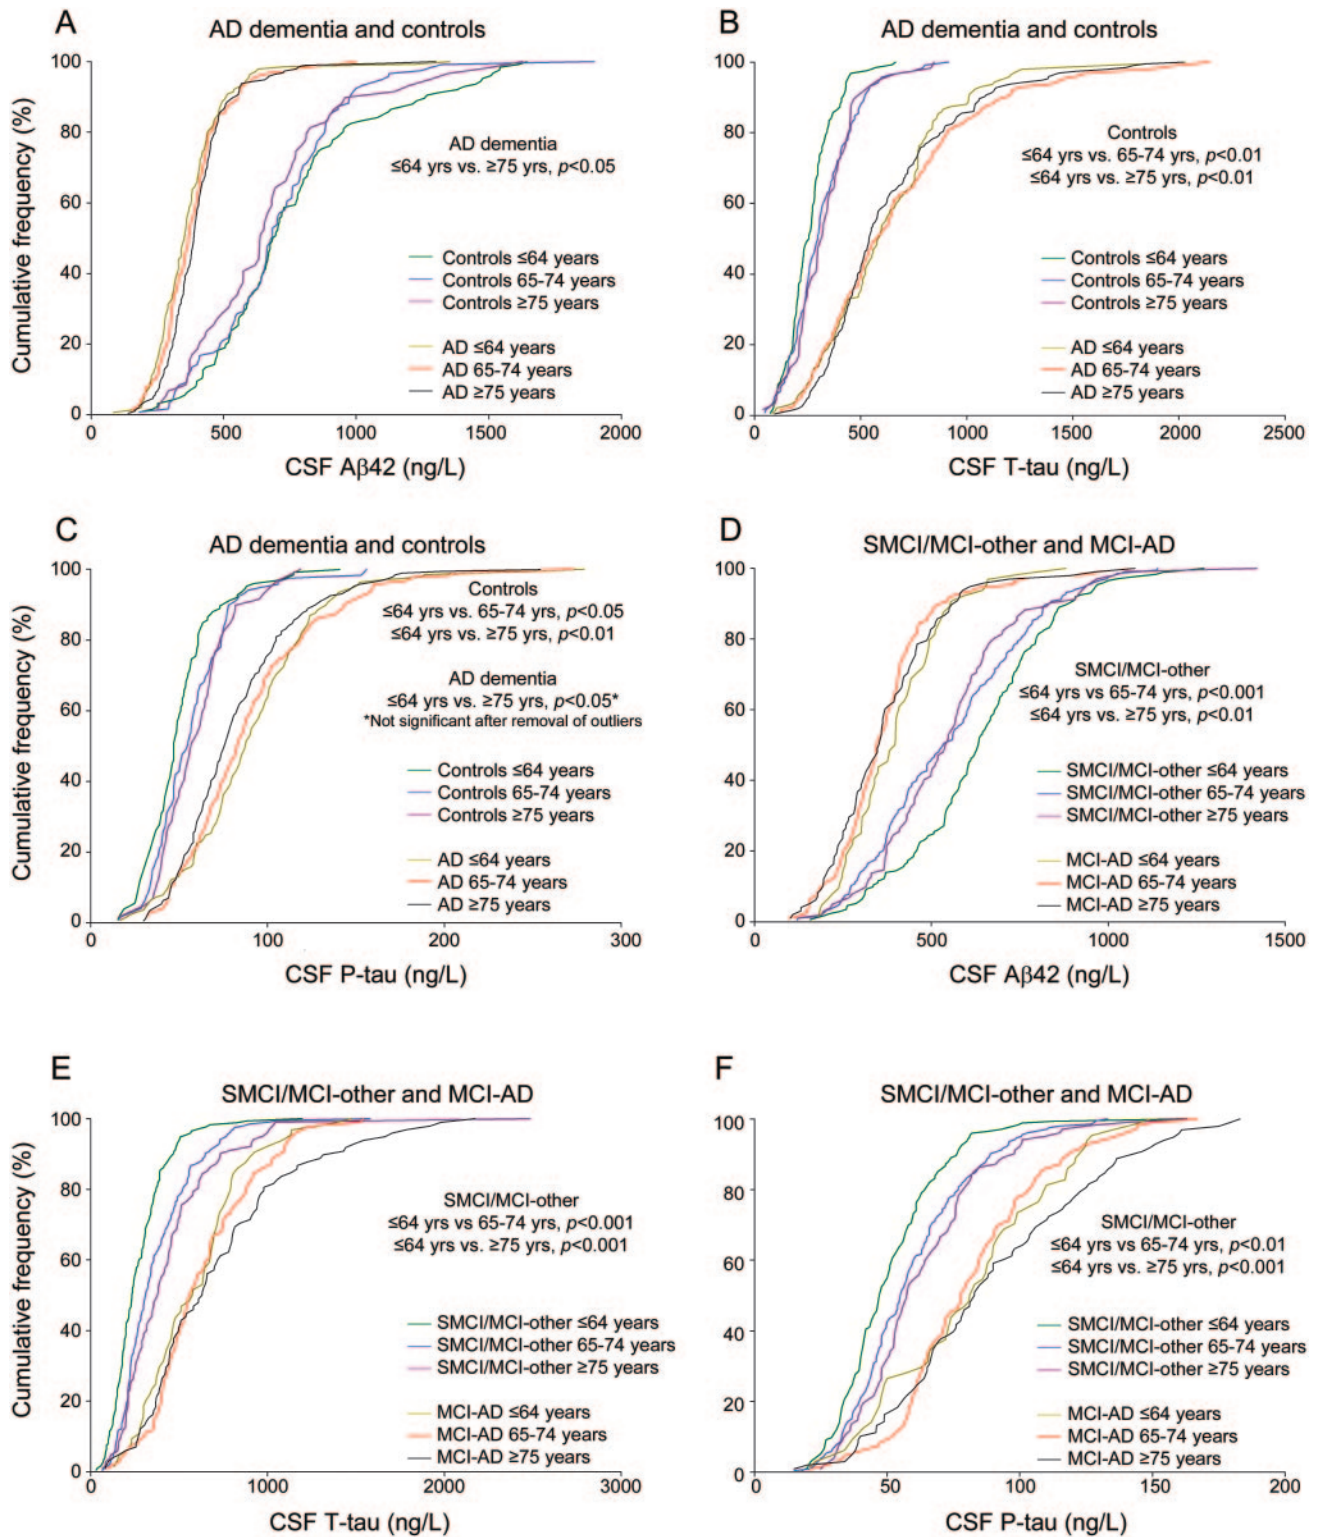 A
AD dementia and controls
Cumulative frequency (%)
100
80
60
40
20
0
AD dementia
≤64 yrs vs. ≥75 yrs, p<0.05
Controls ≤64 years
Controls 65-74 years
Controls ≥75 years
AD ≤64 years
AD 65-74 years
AD ≥75 years
0 500 1000 1500 2000
CSF Aβ42 (ng/L)
B
AD dementia and controls
100
80
60
40
20
0
Controls
≤64 yrs vs. 65-74 yrs, p<0.01
≤64 yrs vs. ≥75 yrs, p<0.01
Controls ≤64 years
Controls 65-74 years
Controls ≥75 years
AD ≤64 years
AD 65-74 years
AD ≥75 years
0 500 1000 1500 2000 2500
CSF T-tau (ng/L)
C
AD dementia and controls
Cumulative frequency (%)
100
80
60
40
20
0
Controls
≤64 yrs vs. 65-74 yrs, p<0.05
≤64 yrs vs. ≥75 yrs, p<0.01
AD dementia
≤64 yrs vs. ≥75 yrs, p<0.05*
*Not significant after removal of outliers
Controls ≤64 years
Controls 65-74 years
Controls ≥75 years
AD ≤64 years
AD 65-74 years
AD ≥75 years
0 100 200 300
CSF P-tau (ng/L)
D
SMCI/MCI-other and MCI-AD
100
80
60
40
20
0
SMCI/MCI-other
≤64 yrs vs 65-74 yrs, p<0.001
≤64 yrs vs. ≥75 yrs, p<0.01
SMCI/MCI-other ≤64 years
SMCI/MCI-other 65-74 years
SMCI/MCI-other ≥75 years
MCI-AD ≤64 years
MCI-AD 65-74 years
MCI-AD ≥75 years
0 500 1000 1500
CSF Aβ42 (ng/L)
E
SMCI/MCI-other and MCI-AD
Cumulative frequency (%)
100
80
60
40
20
0
SMCI/MCI-other
≤64 yrs vs 65-74 yrs, p<0.001
≤64 yrs vs. ≥75 yrs, p<0.001
SMCI/MCI-other ≤64 years
SMCI/MCI-other 65-74 years
SMCI/MCI-other ≥75 years
MCI-AD ≤64 years
MCI-AD 65-74 years
MCI-AD ≥75 years
0 1000 2000 3000
CSF T-tau (ng/L)
F
SMCI/MCI-other and MCI-AD
100
80
60
40
20
0
SMCI/MCI-other
≤64 yrs vs 65-74 yrs, p<0.01
≤64 yrs vs. ≥75 yrs, p<0.001
SMCI/MCI-other ≤64 years
SMCI/MCI-other 65-74 years
SMCI/MCI-other ≥75 years
MCI-AD ≤64 years
MCI-AD 65-74 years
MCI-AD ≥75 years
0 50 100 150 200
CSF P-tau (ng/L)